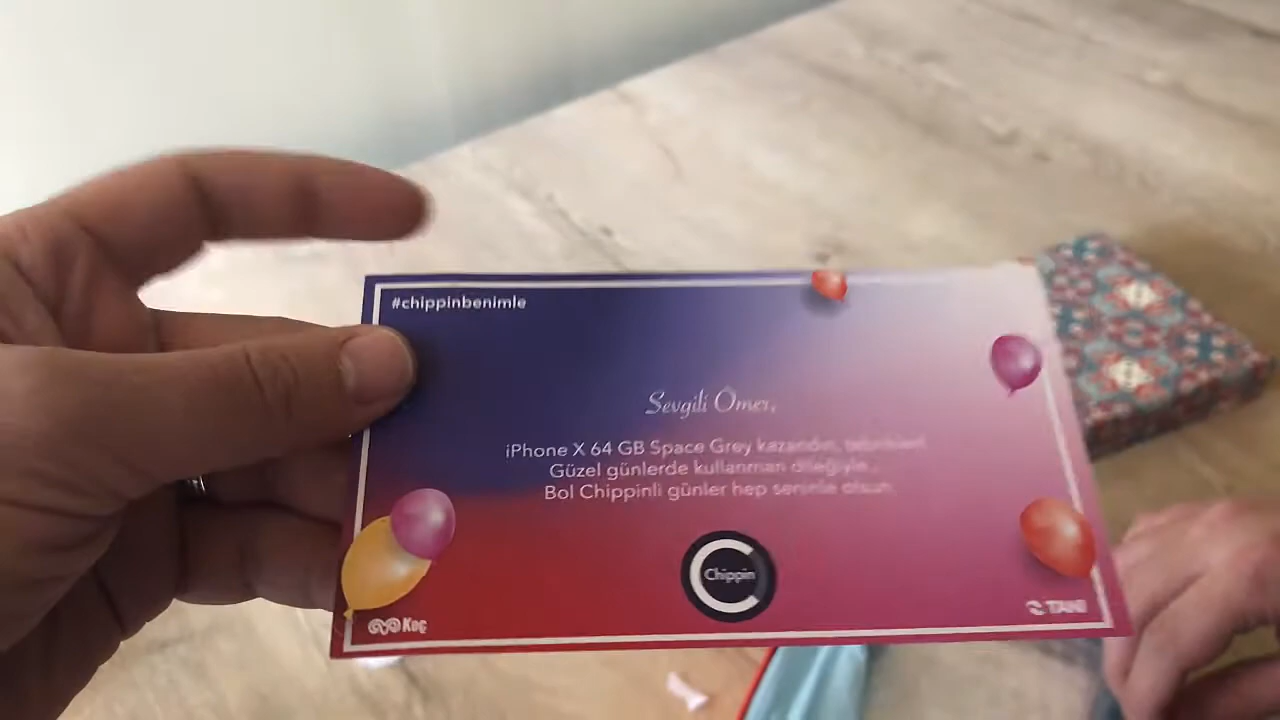 #chippinbenimle
Sevgili Ömer,
iPhone X 64 GB Space Grey kazandın, tebrikler!
Güzel günlerde kullanman dileğiyle..
Bol Chippinli günler hep seninle olsun.
Chippin
Koç
TANI